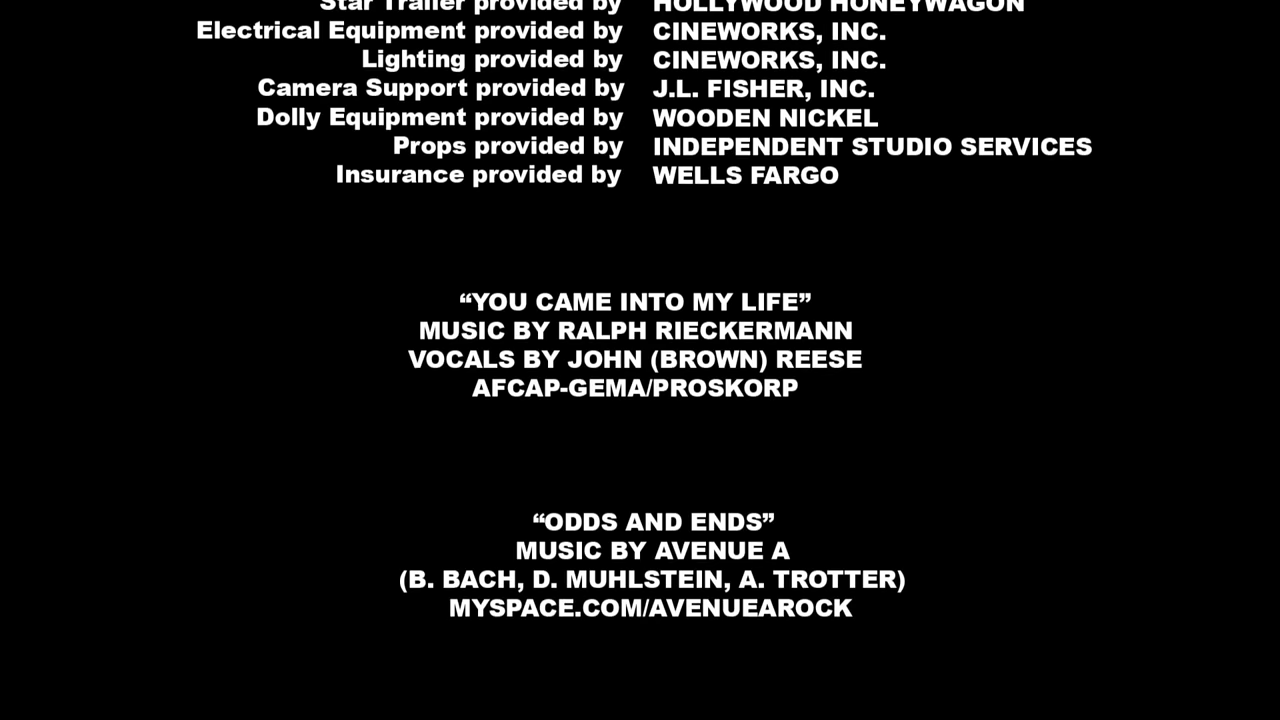 Star Trailer provided by HOLLYWOOD HONEYWAGON
Electrical Equipment provided by CINEWORKS, INC.
Lighting provided by CINEWORKS, INC.
Camera Support provided by J.L. FISHER, INC.
Dolly Equipment provided by WOODEN NICKEL
Props provided by INDEPENDENT STUDIO SERVICES
Insurance provided by WELLS FARGO
“YOU CAME INTO MY LIFE”
MUSIC BY RALPH RIECKERMANN
VOCALS BY JOHN (BROWN) REESE
AFCAP-GEMA/PROSKORP
“ODDS AND ENDS”
MUSIC BY AVENUE A
(B. BACH, D. MUHLSTEIN, A. TROTTER)
MYSPACE.COM/AVENUEAROCK